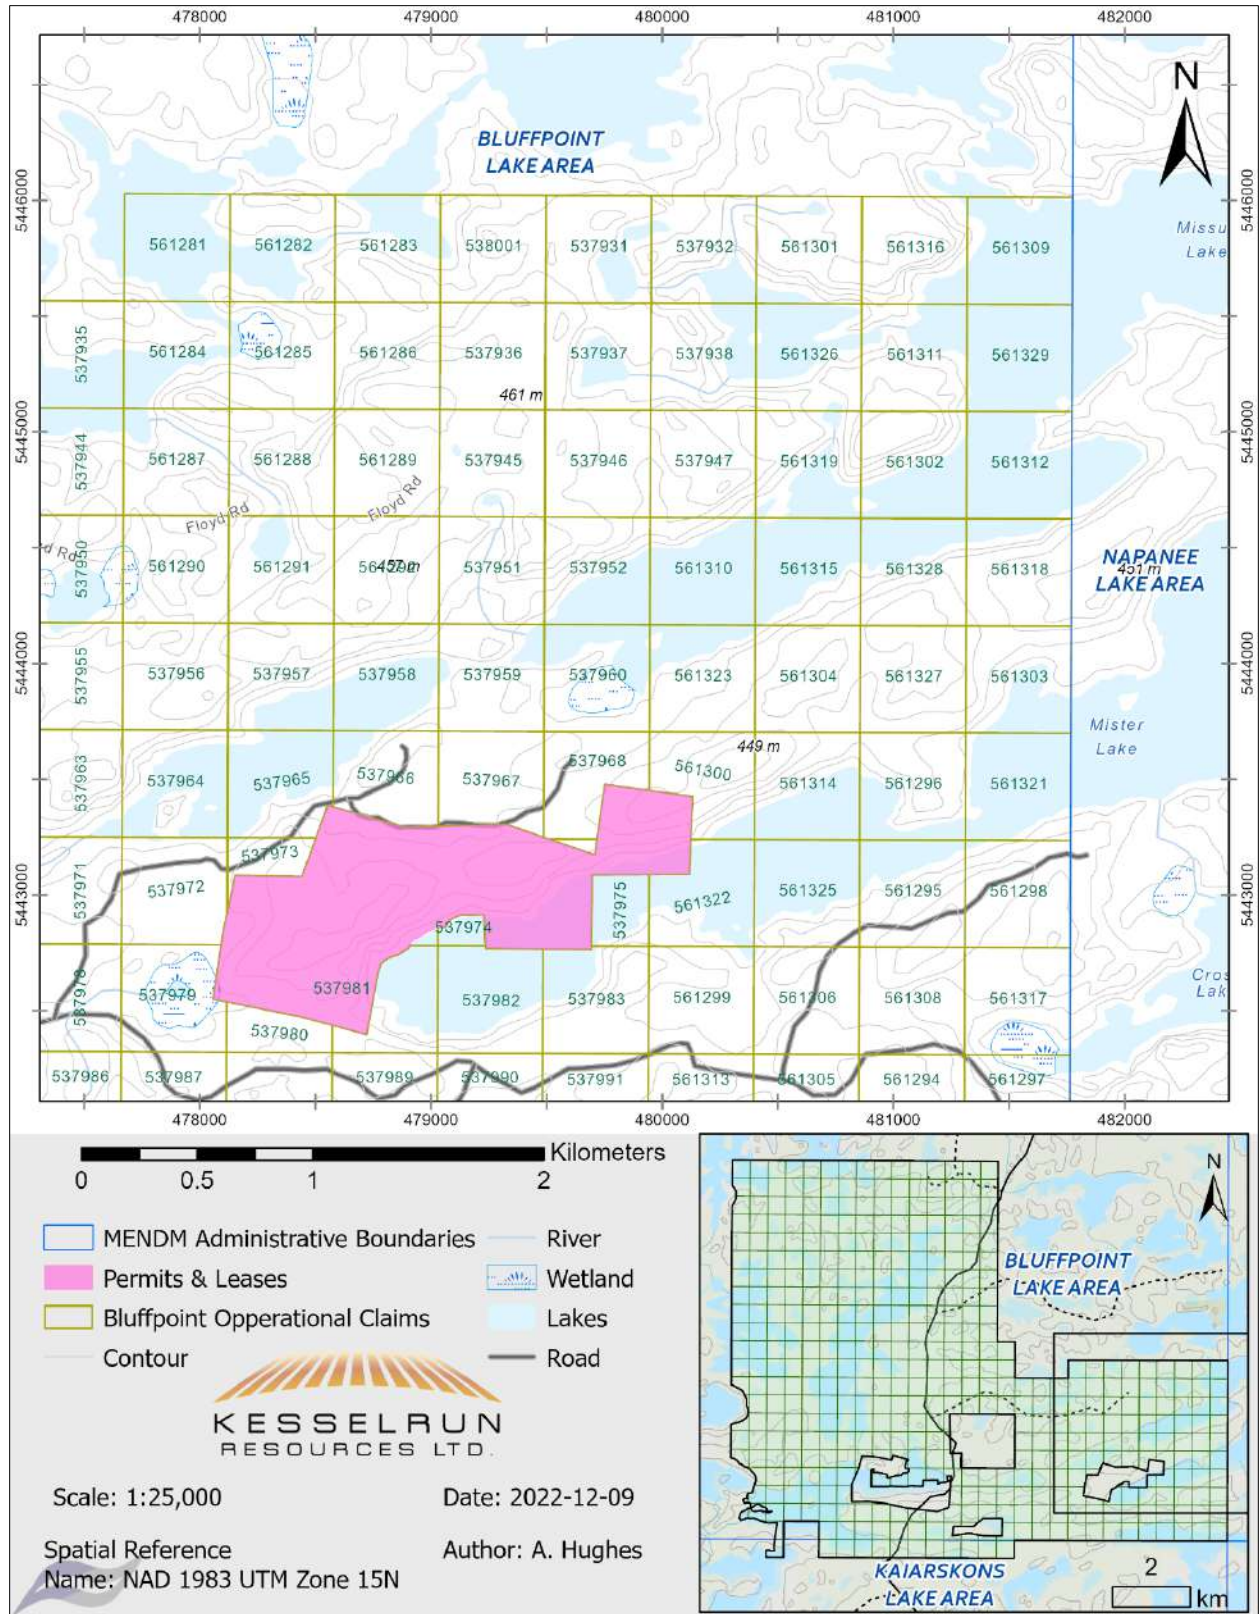 478000 479000 480000 481000 482000
N
BLUFFPOINT
LAKE AREA
5446000 5446000
Missu
Lake
561281 561282 561283 538001 537931 537932 561301 561316 561309
537935 561284 561285 561286 537936 537937 537938 561326 561311 561329
461 m
5445000 5445000
537944 561287 561288 561289 537945 537946 537947 561319 561302 561312
Floyd Rd Floyd Rd
d Rd
537950 561290 561291 457 m 537951 537952 561310 561315 561328 561318
NAPANEE
LAKE AREA
451 m
5444000 5444000
537955 537956 537957 537958 537959 537960 561323 561304 561327 561303
Mister
Lake
449 m
537963 537964 537965 537966 537967 537968 561300 561314 561296 561321
537973
5443000 5443000
537971 537972 537974 537975 561322 561325 561295 561298
Cros
Lak
537978 537979 537981 537982 537983 561299 561306 561308 561317
537980
537986 537987 537989 537990 537991 561313 561305 561294 561297
478000 479000 480000 481000 482000
Kilometers
0 0.5 1 2
MENDM Administrative Boundaries
Permits & Leases
Bluffpoint Opperational Claims
Contour
River
Wetland
Lakes
Road
KESSELRUN
RESOURCES LTD.
Scale: 1:25,000
Date: 2022-12-09
Spatial Reference
Name: NAD 1983 UTM Zone 15N
Author: A. Hughes
N
BLUFFPOINT
LAKE AREA
KAIARSKONS
LAKE AREA
2
km